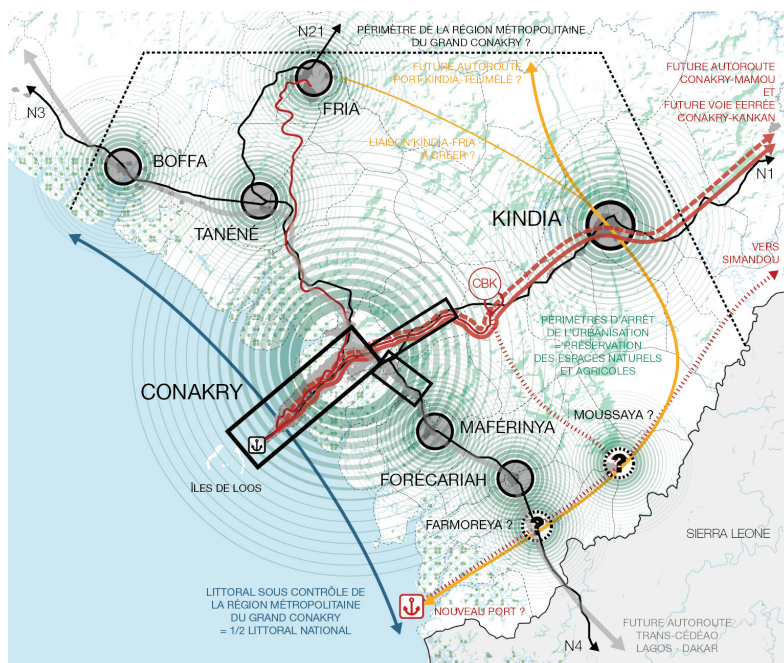 N21
PÉRIMÈTRE DE LA RÉGION MÉTROPOLITAINE
DU GRAND CONAKRY ?
FUTURE AUTOROUTE
PORT-KINDIA-TÉLIMÉLÉ ?
FUTURE AUTOROUTE
CONAKRY-MAMOU
ET
FUTURE VOIE FERRÉE
CONAKRY-KANKAN
N3
FRIA
BOFFA
LIAISON KINDIA-FRIA
À CRÉER ?
N1
TANÉNÉ
KINDIA
VERS
SIMANDOU
CBK
PÉRIMÈTRES D'ARRÊT
DE L'URBANISATION
= PRÉSERVATION
DES ESPACES NATURELS
ET AGRICOLES
CONAKRY
MOUSSAYA ?
MAFÉRINYA
?
FORÉCARIAH
ÎLES DE LOOS
FARMOREYA ?
?
SIERRA LEONE
LITTORAL SOUS CONTRÔLE DE
LA RÉGION MÉTROPOLITAINE
DU GRAND CONAKRY
= 1/2 LITTORAL NATIONAL
NOUVEAU PORT ?
FUTURE AUTOROUTE
TRANS-CÉDÉAO
LAGOS - DAKAR
N4